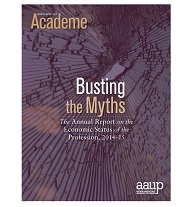 Academe
Busting
the Myths
The Annual Report on the
Economic Status of the
Profession, 2014-15
aaup